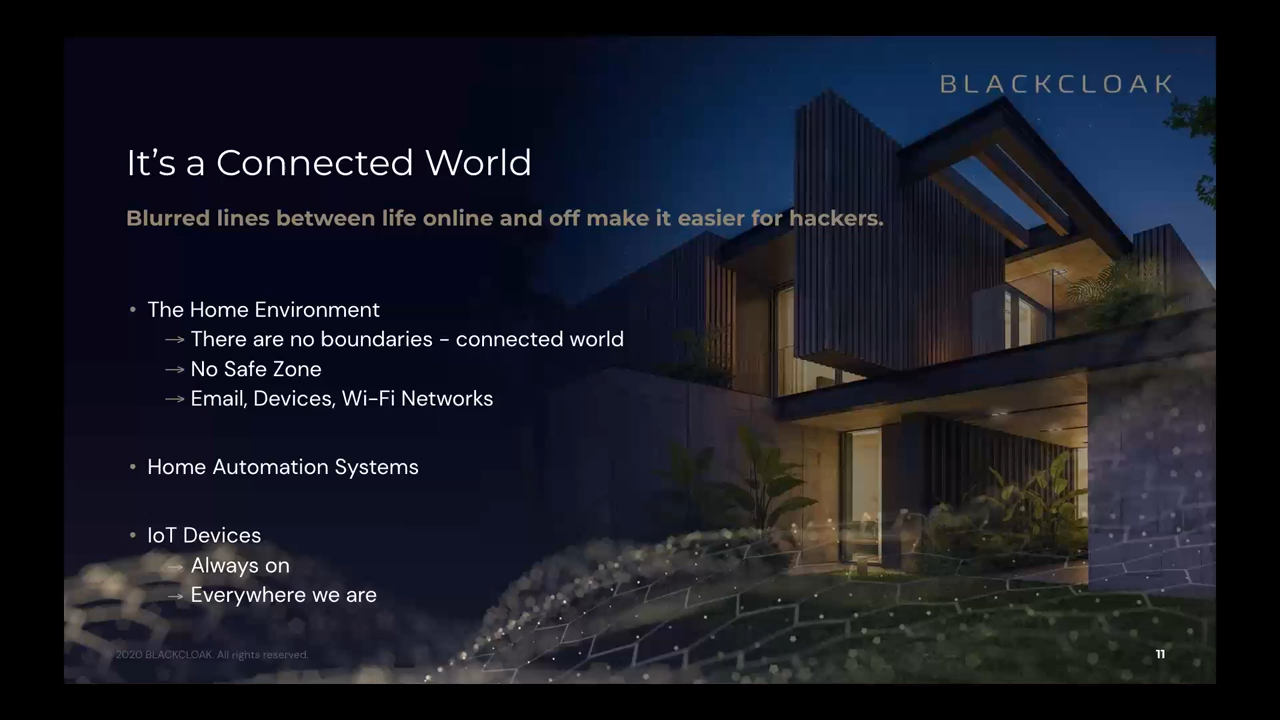 BLACKCLOAK
It's a Connected World
Blurred lines between life online and off make it easier for hackers.
• The Home Environment
→ There are no boundaries - connected world
→ No Safe Zone
→ Email, Devices, Wi-Fi Networks
• Home Automation Systems
• IoT Devices
→ Always on
→ Everywhere we are
2020 BLACKCLOAK. All rights reserved.
11